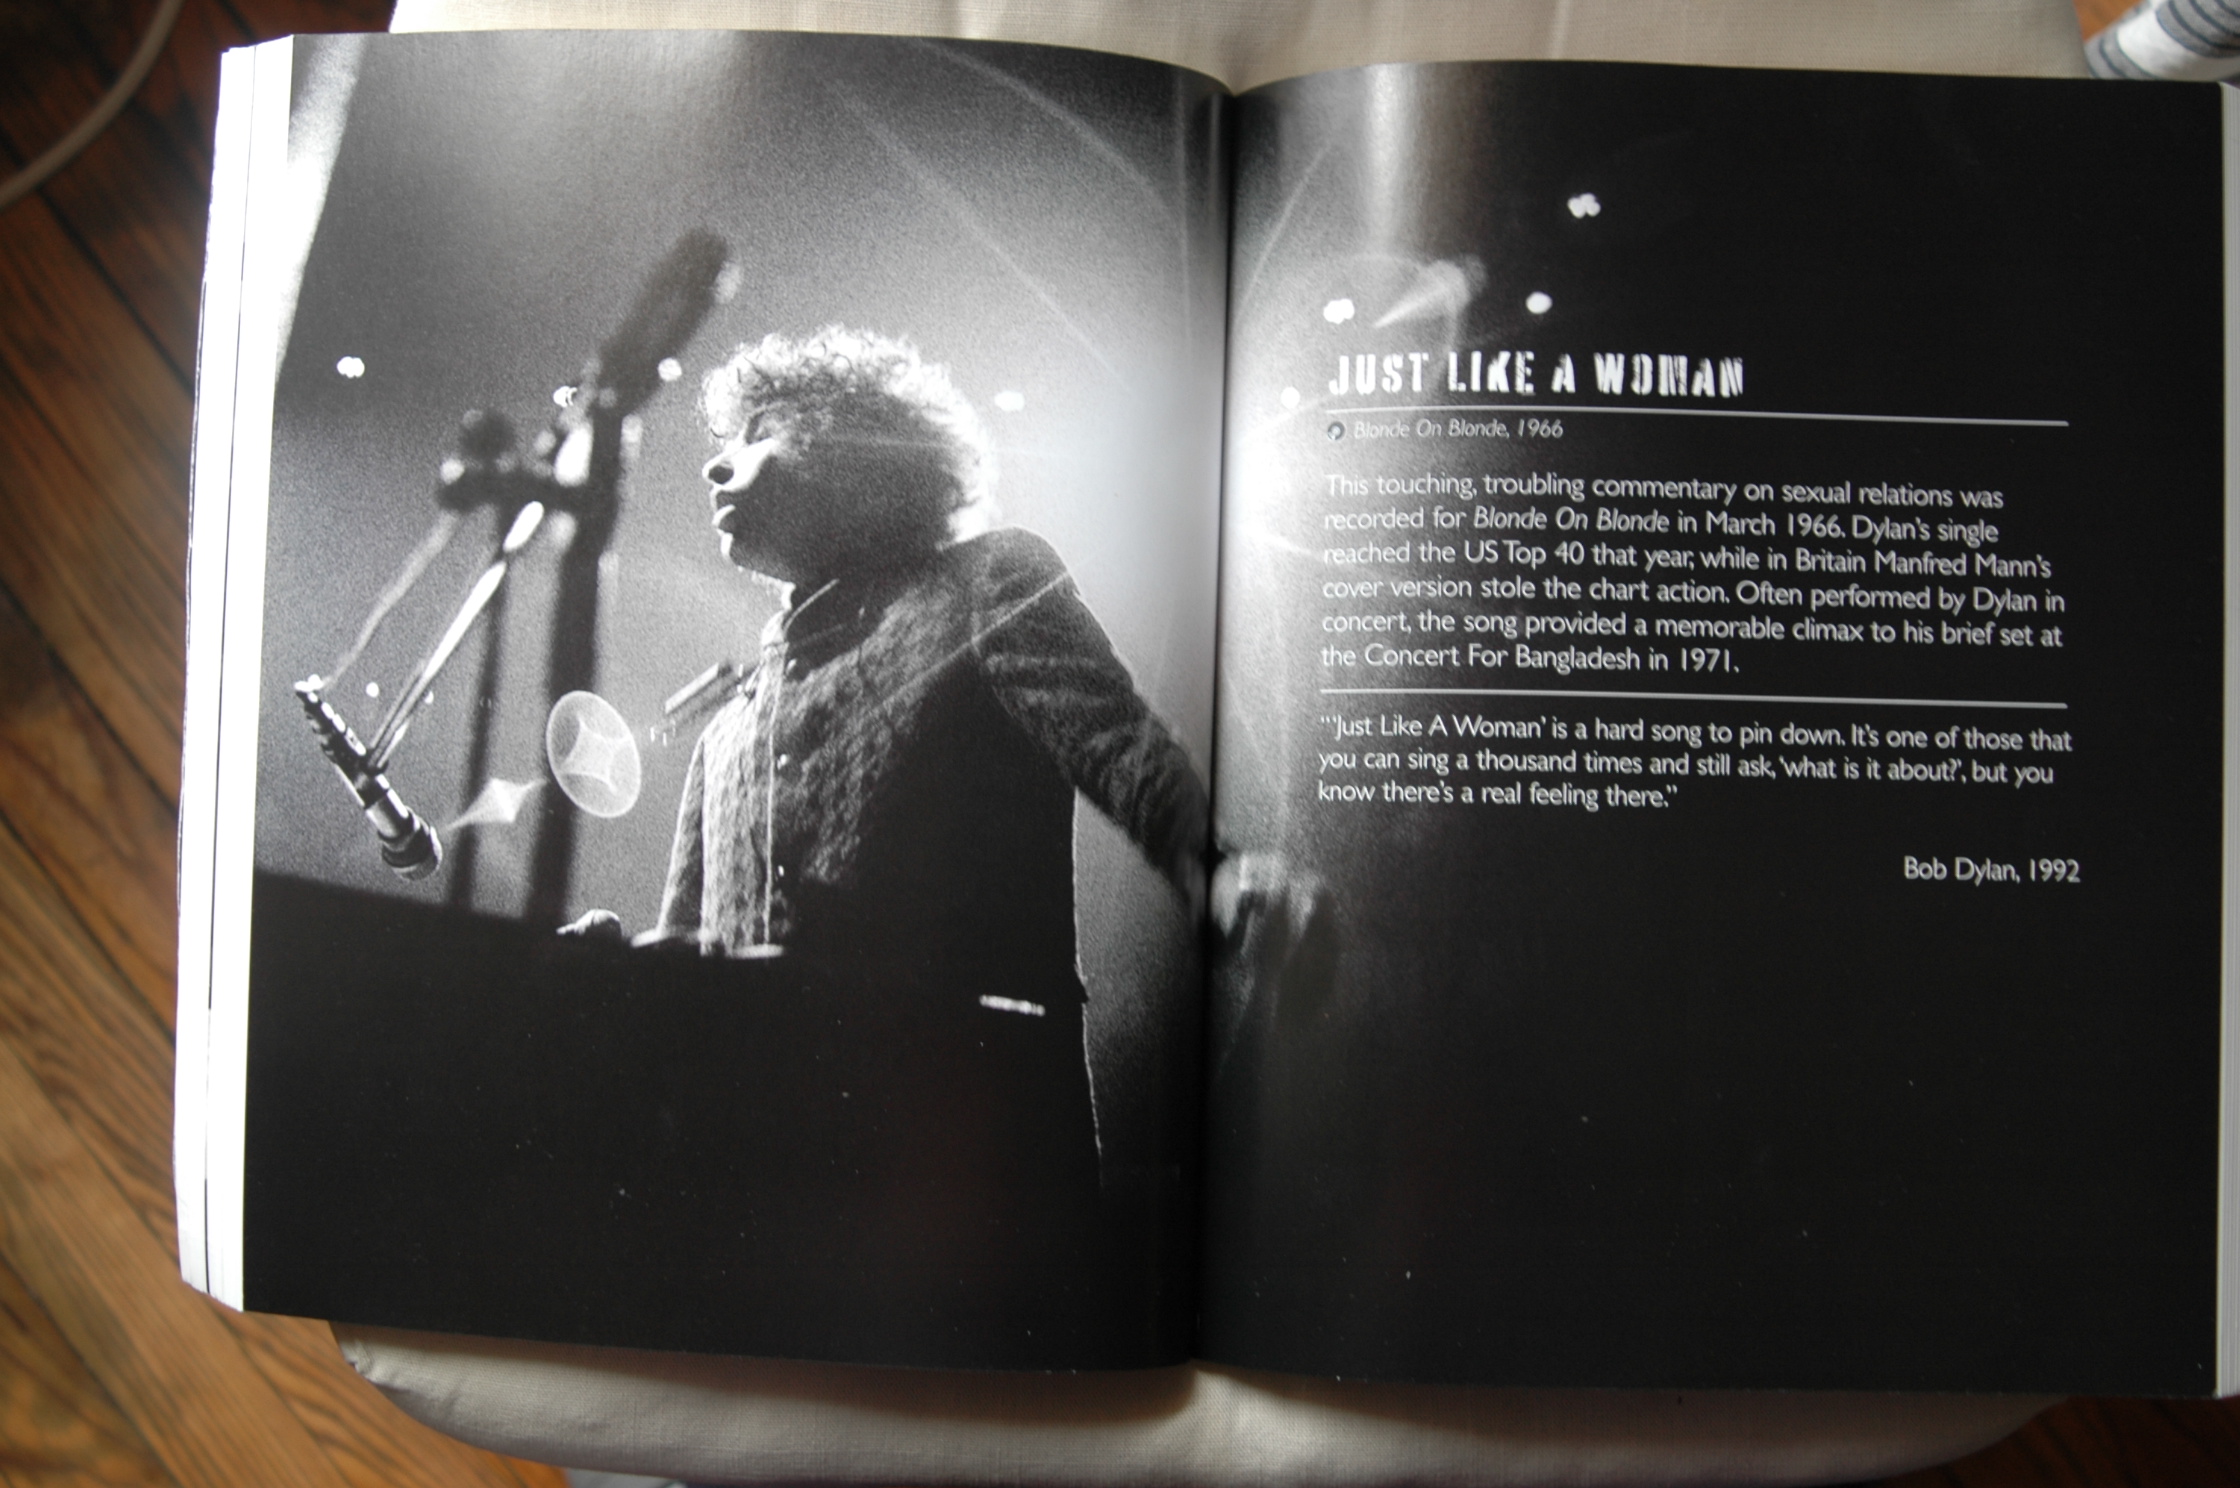 JUST LIKE A WOMAN
Blonde On Blonde, 1966
This touching, troubling commentary on sexual relations was
recorded for Blonde On Blonde in March 1966. Dylan's single
reached the US Top 40 that year, while in Britain Manfred Mann's
cover version stole the chart action. Often performed by Dylan in
concert, the song provided a memorable climax to his brief set at
the Concert For Bangladesh in 1971.
"'Just Like A Woman' is a hard song to pin down. It's one of those that
you can sing a thousand times and still ask, 'what is it about?', but you
know there's a real feeling there."
Bob Dylan, 1992